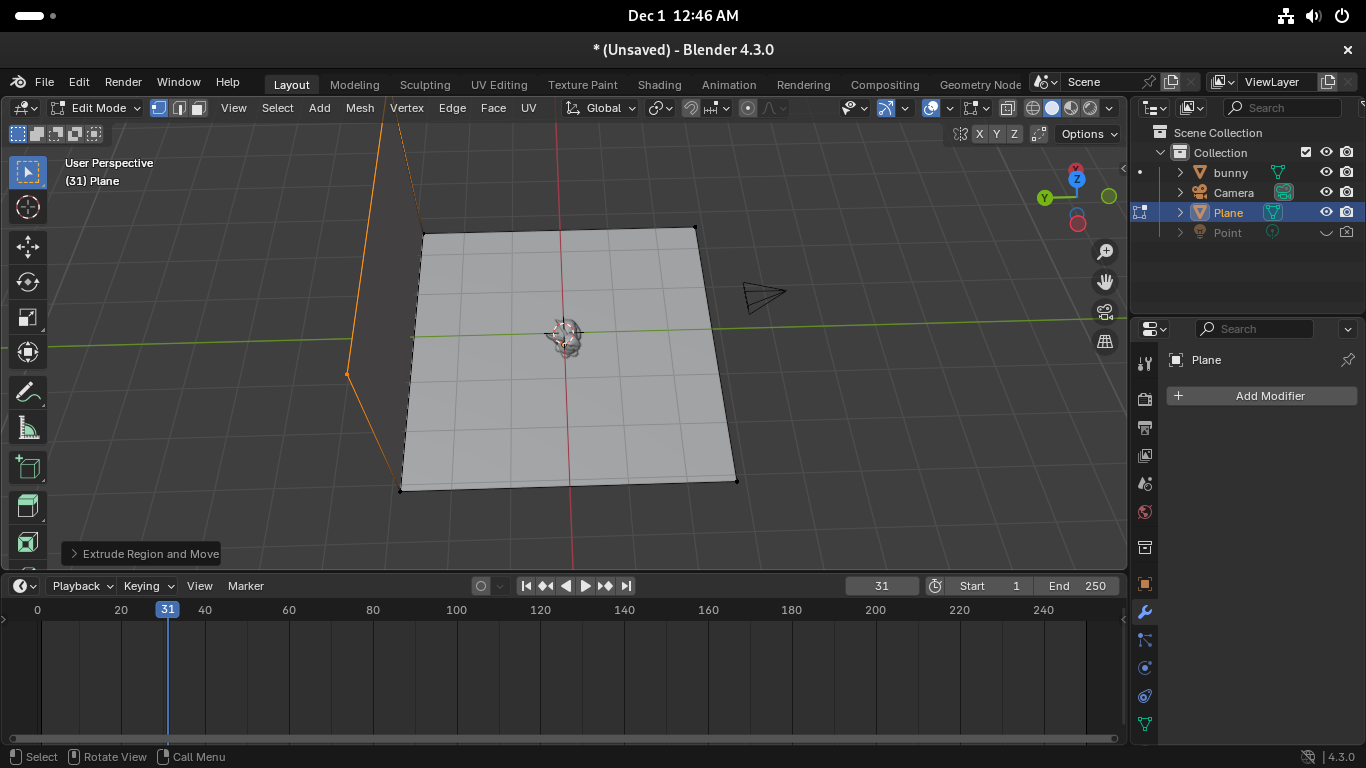 Dec 1 12:46 AM
* (Unsaved) - Blender 4.3.0
File Edit Render Window Help Layout Modeling Sculpting UV Editing Texture Paint Shading Animation Rendering Compositing Geometry Node Scene ViewLayer
Edit Mode View Select Add Mesh Vertex Edge Face UV Global Search
X Y Z Options
User Perspective
(31) Plane
X
Z
Y
Scene Collection
Collection
bunny
Camera
Plane
Point
Search
Plane
+ Add Modifier
Extrude Region and Move
Playback Keying View Marker 31 Start 1 End 250
0 20 31 40 60 80 100 120 140 160 180 200 220 240
Select Rotate View Call Menu 4.3.0